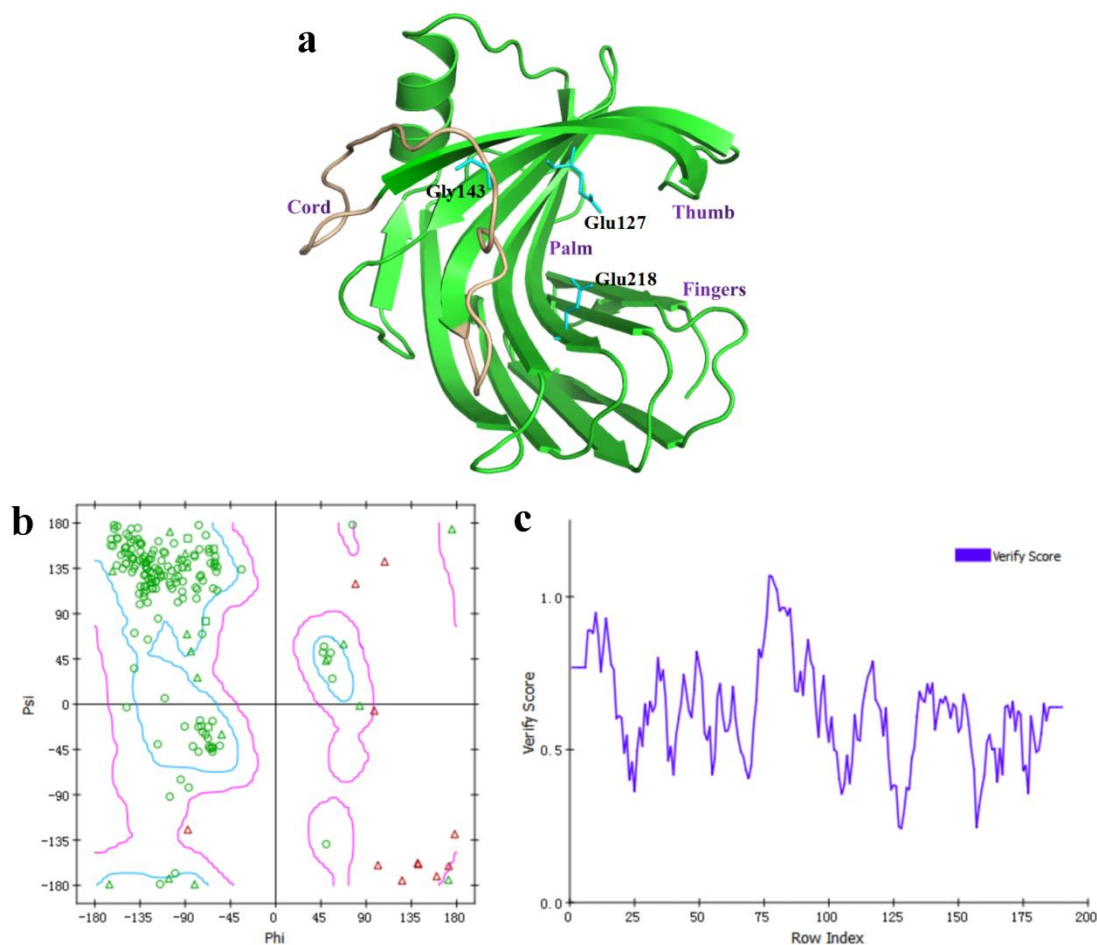 a
Gly143
Cord
Glu127
Thumb
Palm
Glu218
Fingers
b
180
135
90
45
0
-45
-90
-135
-180
Psi
-180 -135 -90 -45 0 45 90 135 180
Phi
c
Verify Score
1.0
0.5
0.0
Verify Score
0 25 50 75 100 125 150 175 200
Row Index